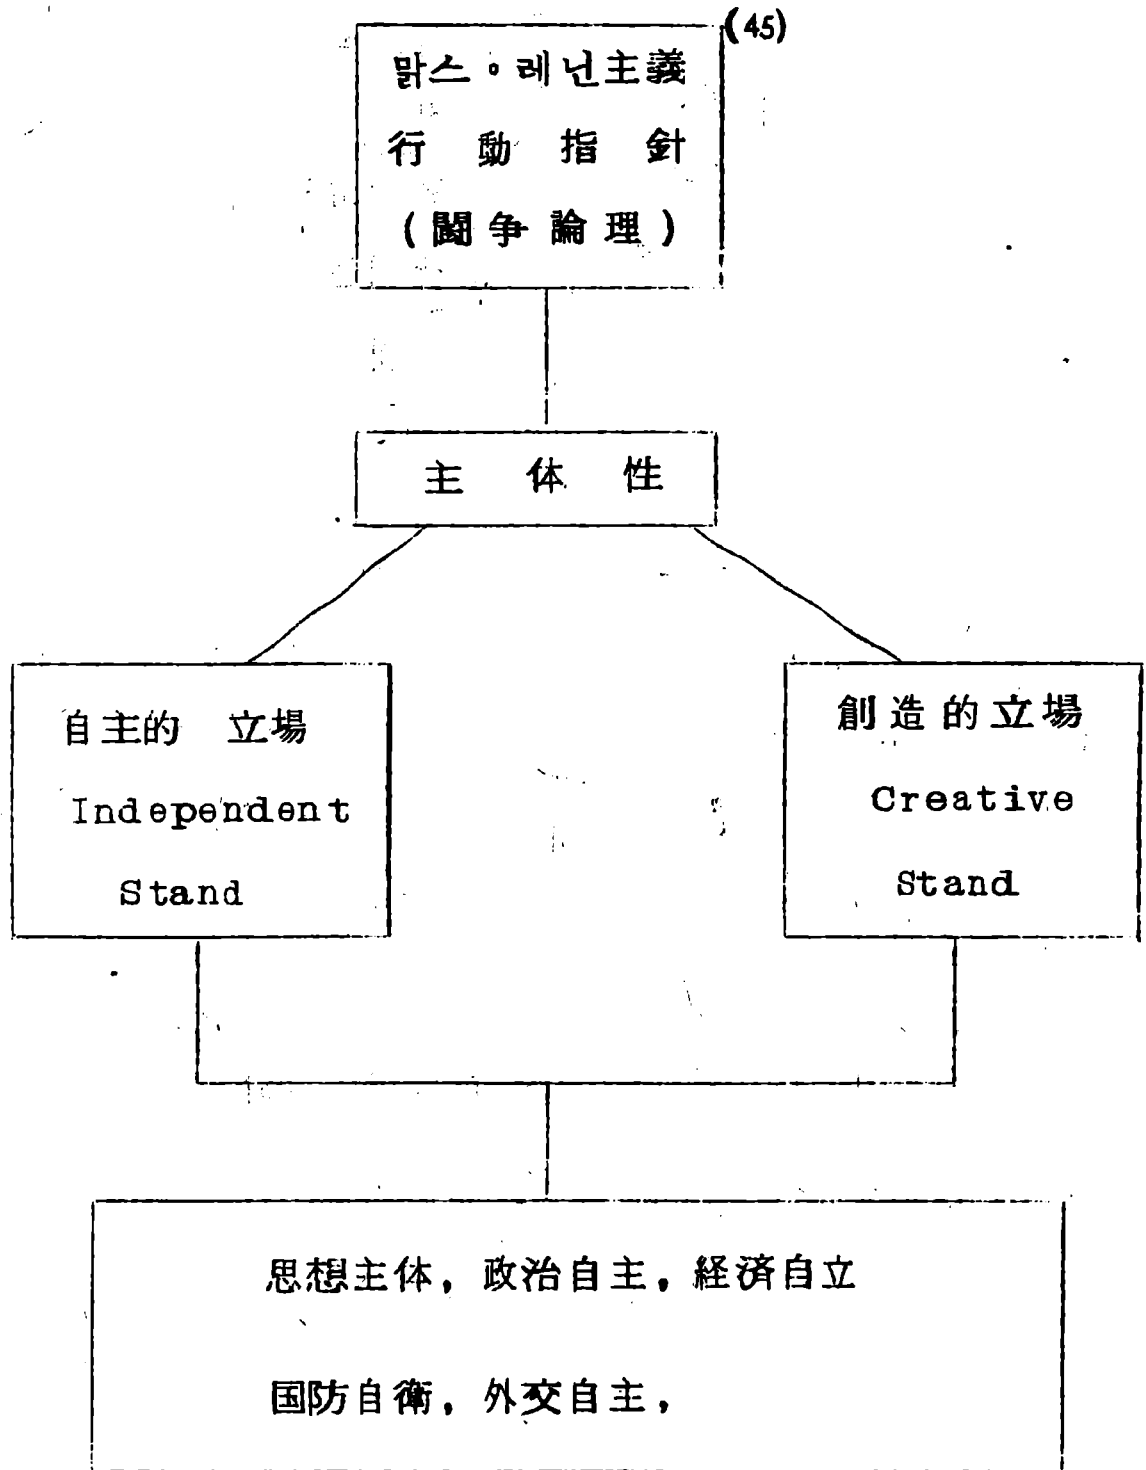 (45)
맑스。레닌主義
行動指針
(闘争論理)
主体性
自主的 立場
Independent
Stand
創造的立場
Creative
Stand
思想主体, 政治自主, 経済自立
国防自衛, 外交自主,